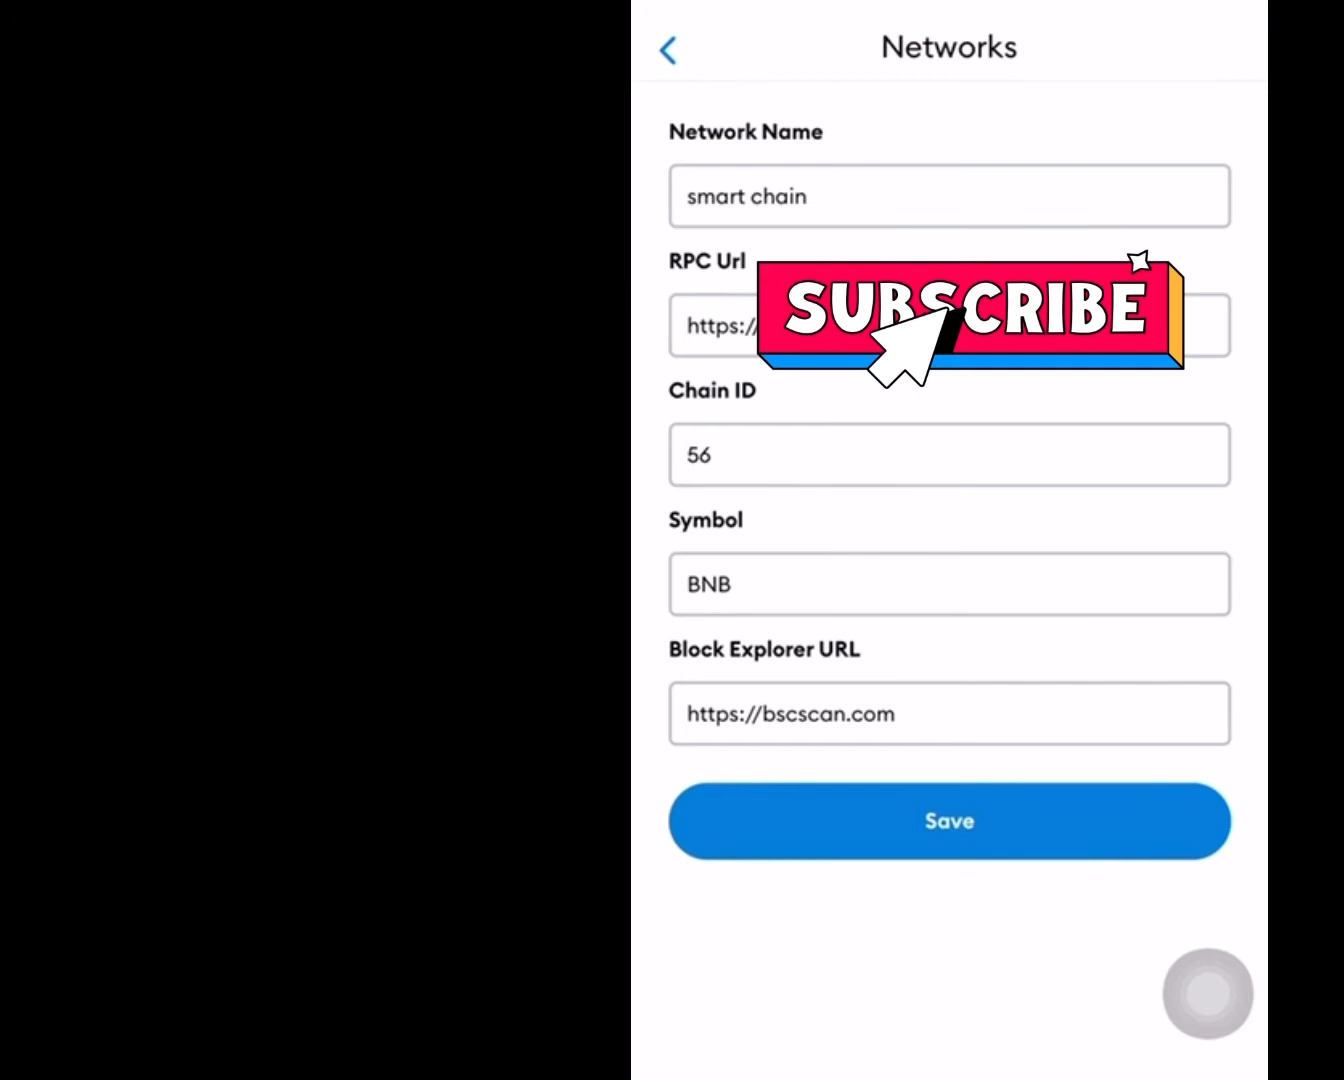 Networks
Network Name
smart chain
RPC Url
https://
SUBSCRIBE
Chain ID
56
Symbol
BNB
Block Explorer URL
https://bscscan.com
Save